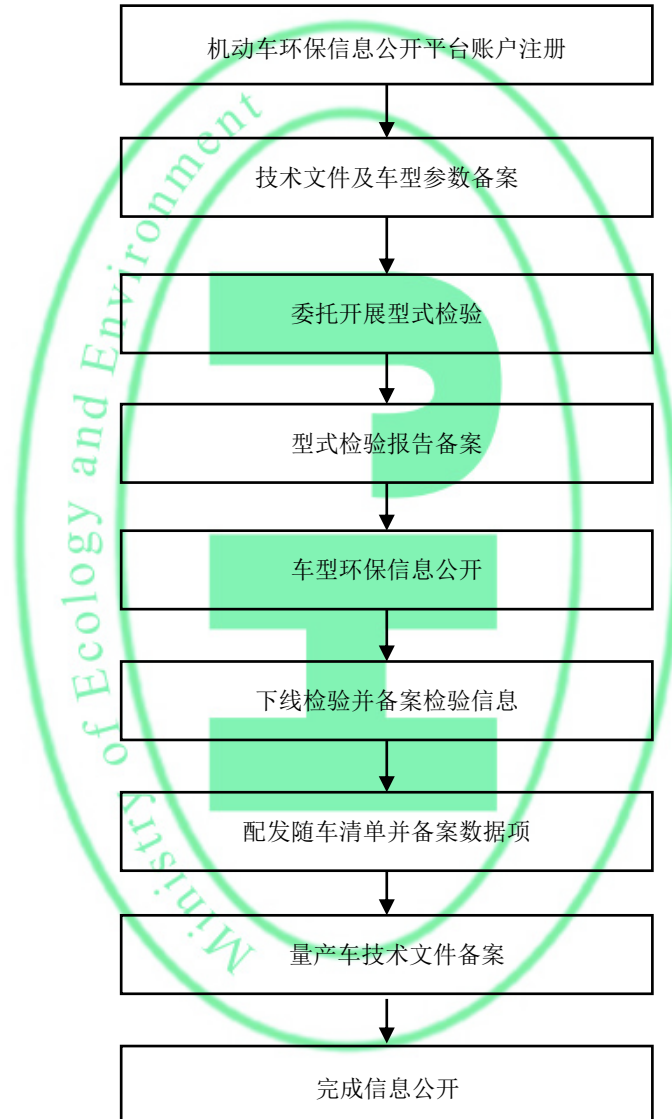 机动车环保信息公开平台账户注册
技术文件及车型参数备案
委托开展型式检验
型式检验报告备案
车型环保信息公开
下线检验并备案检验信息
配发随车清单并备案数据项
量产车技术文件备案
完成信息公开
Ministry of Ecology and Environment